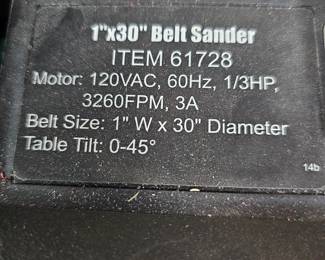 1"x30" Belt Sander
ITEM 61728
Motor: 120VAC, 60Hz, 1/3HP,
3260FPM, 3A
Belt Size: 1" W x 30" Diameter
Table Tilt: 0-45°
14b